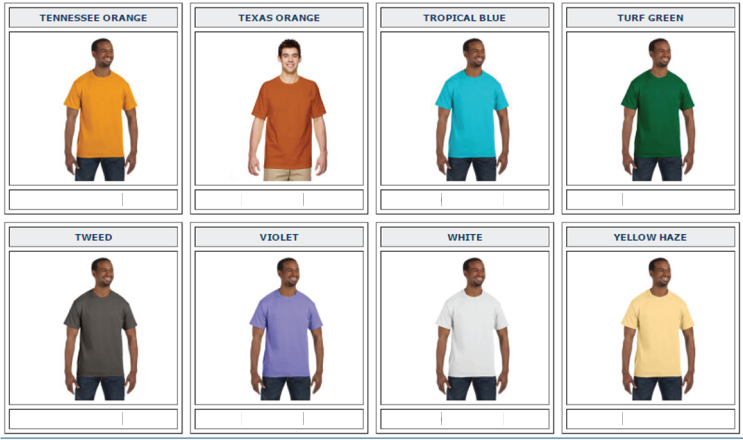 TENNESSEE ORANGE
TEXAS ORANGE
TROPICAL BLUE
TURF GREEN
TWEED
VIOLET
WHITE
YELLOW HAZE